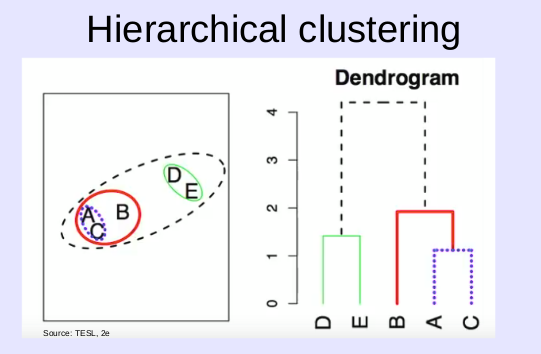 Hierarchical clustering
Dendrogram
D
E
A
B
C
4
3
2
1
0
D E B A C
Source: TESL, 2e